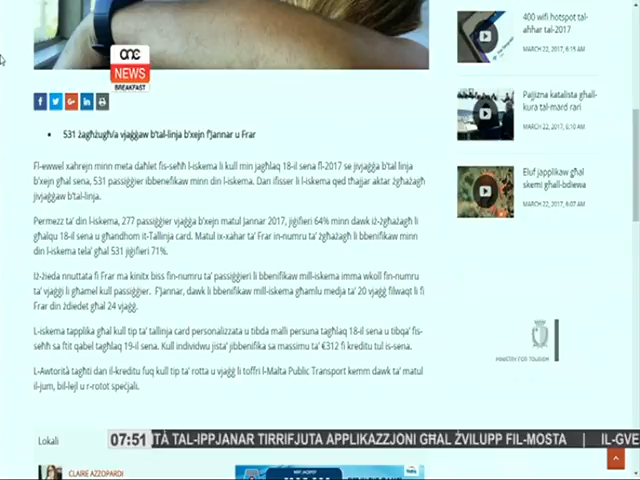 one
NEWS
BREAKFAST
531 żagħżugħ/a vjaġġaw b'tal-linja b'xejn f'Jannar u Frar
Fl-ewwel xahrejn minn meta daħlet fis-seħħ l-iskema li kull min jagħlaq 18-il sena fl-2017 se jivjaġġa b'tal linja
b'xejn għal sena, 531 passiġġier ibbenefikaw minn din l-iskema. Dan ifisser li l-iskema qed tħajjar aktar żgħażagħ
jivjaġġaw b'tal-linja.
Permezz ta' din l-iskema, 277 passiġġier vjaġġa b'xejn matul Jannar 2017, jiġifieri 64% minn dawk iż-żgħażagħ li
għalqu 18-il sena u għandhom it-Tallinja card. Matul ix-xahar ta' Frar in-numru ta' żgħażagħ li bbenefikaw minn
din l-iskema tela' għal 531 jiġifieri 71%.
Iż-żieda nnutata fi Frar ma kinitx biss fin-numru ta' passiġġieri li bbenifikaw mill-iskema imma wkoll fin-numru
ta' vjaġġi li għamel kull passiġier. F'Jannar, dawk li bbenefikaw mill-iskema għamlu medja ta' 20 vjaġġ filwaqt li fi
Frar din żdiedet għal 24 vjaġġ.
L-iskema tapplika għal kull tip ta' tallinja card personalizzata u tibda malli persuna tagħlaq 18-il sena u tibqa' fis-
seħħ sa ftit qabel tagħlaq 19-il sena. Kull individwu jista' jibbenifika sa massimu ta' €312 fi kreditu tul is-sena.
L-Awtorità tagħti dan il-kreditu fuq kull tip ta' rotta u vjaġġ li toffri l-Malta Public Transport kemm dawk ta' matul
il-jum, bil-lejl u r-rotot speċjali.
400 wifi hotspot tal-
aħħar tal-2017
MARCH 22, 2017, 6:15 AM
Pajjiżna katalista għall-
kura tal-mard rari
MARCH 22, 2017, 6:10 AM
Eluf japplikaw għal
skemi għall-bdiewa
MARCH 22, 2017, 6:07 AM
MINISTRY FOR TOURISM
Lokali
07:51 ITÀ TAL-IPPJANAR TIRRIFJUTA APPLIKAZZJONI GĦAL ŻVILUPP FIL-MOSTA | IL-GVE
CLAIRE AZZOPARDI